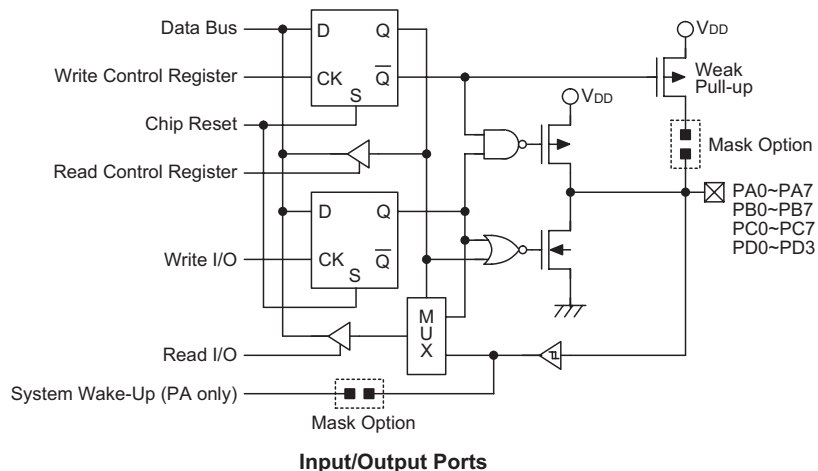 Data Bus
Write Control Register
Chip Reset
Read Control Register
Write I/O
Read I/O
System Wake-Up (PA only)
D
Q
CK
Q
S
D
Q
CK
Q
S
M
U
X
Mask Option
VDD
Weak
Pull-up
VDD
Mask Option
PA0~PA7
PB0~PB7
PC0~PC7
PD0~PD3
Input/Output Ports